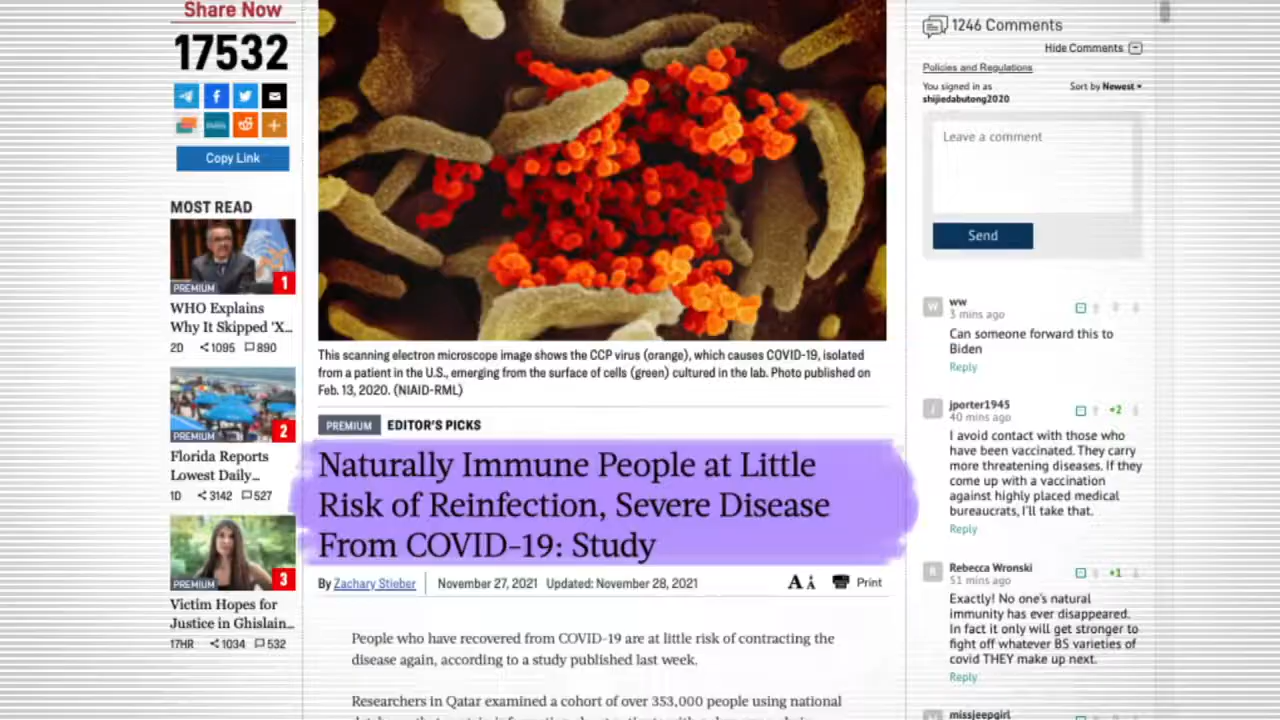 Share Now
17532
Copy Link
MOST READ
PREMIUM
1
WHO Explains
Why It Skipped 'X...
2D 1095 890
PREMIUM
2
Florida Reports
Lowest Daily...
1D 3142 527
PREMIUM
3
Victim Hopes for
Justice in Ghislain...
17HR 1034 532
This scanning electron microscope image shows the CCP virus (orange), which causes COVID-19, isolated
from a patient in the U.S., emerging from the surface of cells (green) cultured in the lab. Photo published on
Feb. 13, 2020. (NIAID-RML)
PREMIUM EDITOR'S PICKS
Naturally Immune People at Little
Risk of Reinfection, Severe Disease
From COVID-19: Study
By Zachary Stieber November 27, 2021 Updated: November 28, 2021 A A Print
People who have recovered from COVID-19 are at little risk of contracting the
disease again, according to a study published last week.
Researchers in Qatar examined a cohort of over 353,000 people using national
1246 Comments
Hide Comments
Policies and Regulations
You signed in as
shijiedabutong2020
Sort by Newest
Leave a comment
Send
W ww
3 mins ago
Can someone forward this to
Biden
Reply
J jporter1945
40 mins ago
+2
I avoid contact with those who
have been vaccinated. They carry
more threatening diseases. If they
come up with a vaccination
against highly placed medical
bureaucrats, I'll take that.
Reply
R Rebecca Wronski
51 mins ago
+1
Exactly! No one's natural
immunity has ever disappeared.
In fact it only will get stronger to
fight off whatever BS varieties of
covid THEY make up next.
Reply
missjeepgirl